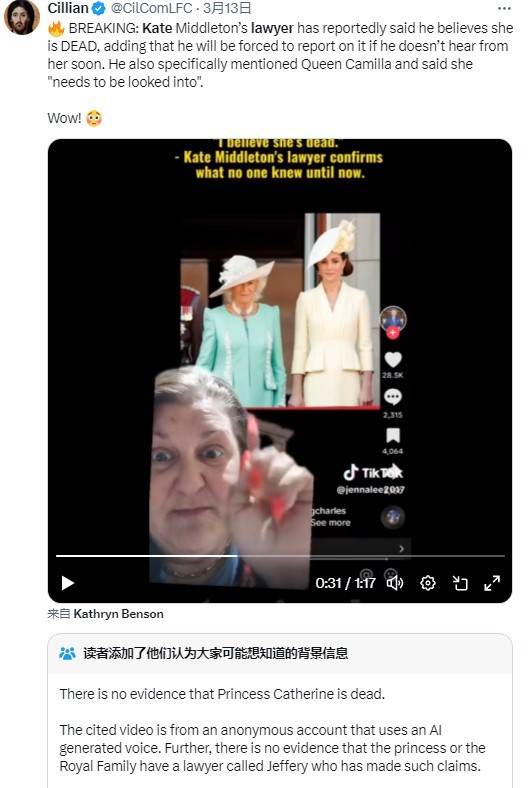 Cillian @CilComLFC · 3月13日
🔥 BREAKING: Kate Middleton's lawyer has reportedly said he believes she
is DEAD, adding that he will be forced to report on it if he doesn't hear from
her soon. He also specifically mentioned Queen Camilla and said she
"needs to be looked into".
Wow! 😳
"I believe she's dead."
- Kate Middleton's lawyer confirms
what no one knew until now.
28.5K
2,315
4,064
TikTok
@jennalee2017
gcharles
See more
0:31 / 1:17
来自 Kathryn Benson
读者添加了他们认为大家可能想知道的背景信息
There is no evidence that Princess Catherine is dead.
The cited video is from an anonymous account that uses an AI
generated voice. Further, there is no evidence that the princess or the
Royal Family have a lawyer called Jeffery who has made such claims.